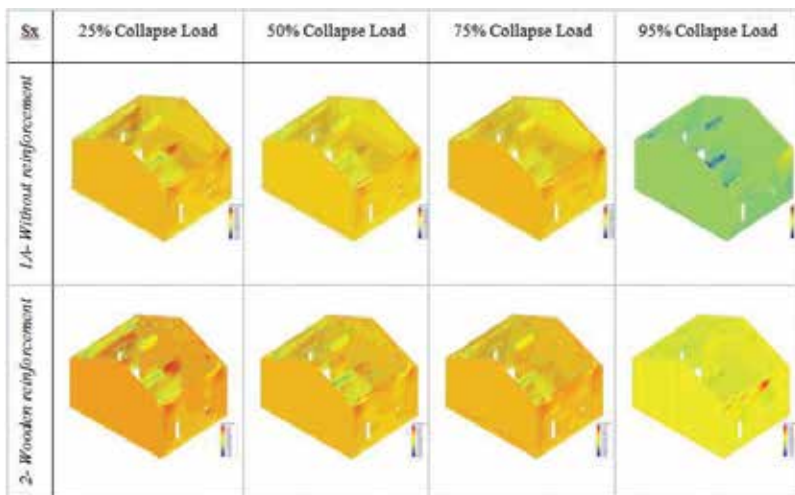 Sx
25% Collapse Load
50% Collapse Load
75% Collapse Load
95% Collapse Load
1A- Without reinforcement
2- Wooden reinforcement